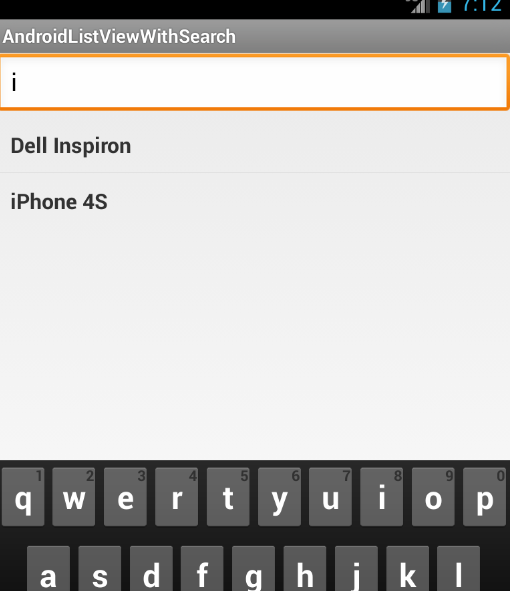 7:12
AndroidListViewWithSearch
i
Dell Inspiron
iPhone 4S
1 2 3 4 5 6 7 8 9 0
q w e r t y u i o p
a s d f g h j k l